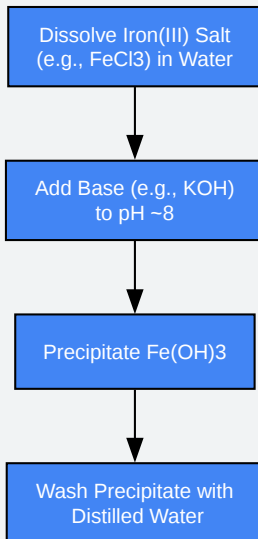 Dissolve Iron(III) Salt
(e.g., FeCl3) in Water
Add Base (e.g., KOH)
to pH ~8
Precipitate Fe(OH)3
Wash Precipitate with
Distilled Water